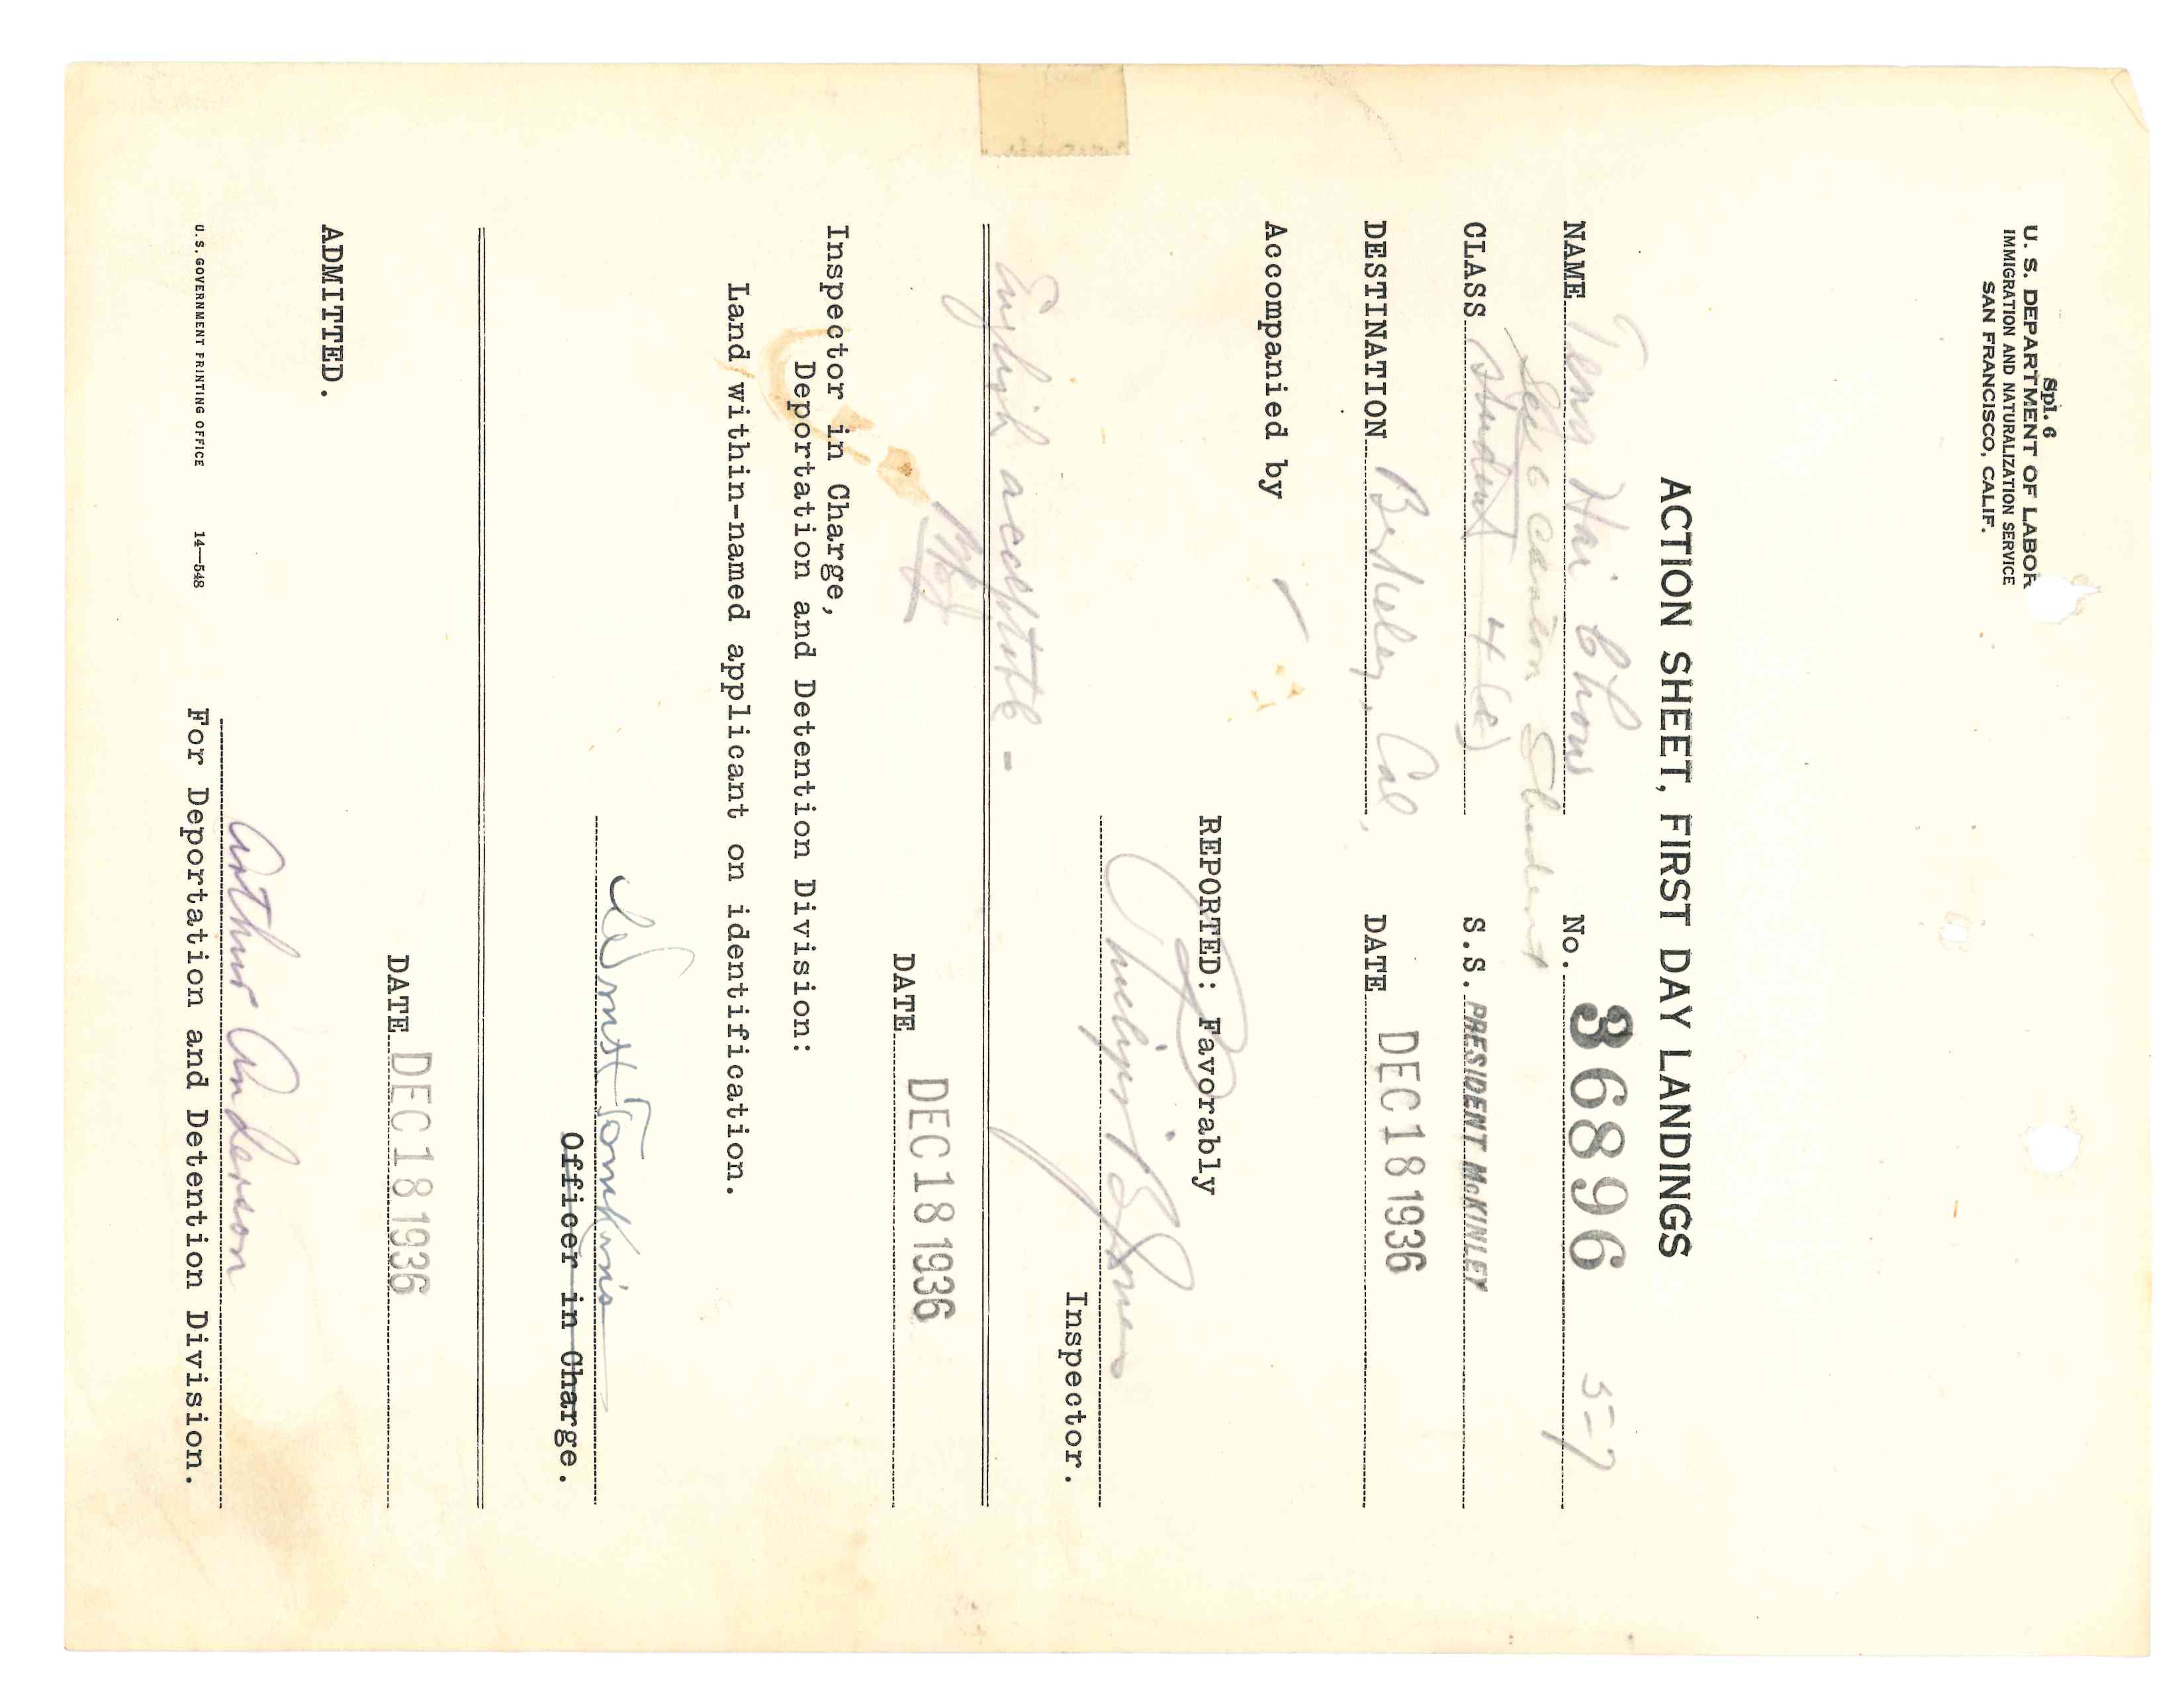 Spl. 6
U. S. DEPARTMENT OF LABOR
IMMIGRATION AND NATURALIZATION SERVICE
SAN FRANCISCO, CALIF.
ACTION SHEET, FIRST DAY LANDINGS
NAME Teng Hai Chow No. 36896 5-7
Sec 6 Canton Student
CLASS student 4 (e) S.S. PRESIDENT McKINLEY
DESTINATION Berkeley, Cal. DATE DEC 18 1936
Accompanied by
REPORTED: Favorably
Philip B Jones
Inspector.
English acceptable -
DATE DEC 18 1936
Inspector in Charge,
Deportation and Detention Division:
Land within-named applicant on identification.
Tomkins
Officer in Charge.
DATE DEC 18 1936
ADMITTED.
Arthur Anderson
U.S. GOVERNMENT PRINTING OFFICE 14—548 For Deportation and Detention Division.